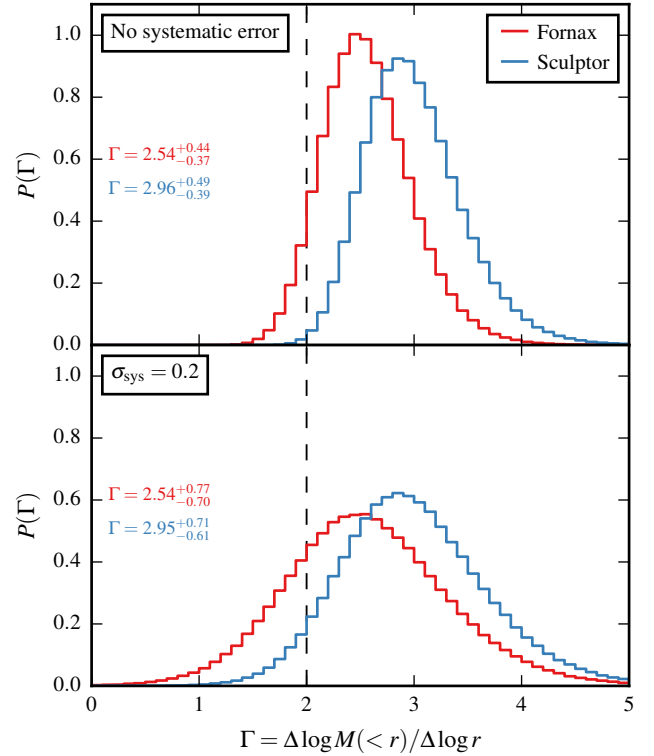 No systematic error
Fornax
Sculptor
1.0
0.8
0.6
0.4
0.2
0.0
P(Γ)
Γ = 2.54^{+0.44}_{-0.37}
Γ = 2.96^{+0.49}_{-0.39}
σ_sys = 0.2
1.0
0.8
0.6
0.4
0.2
0.0
P(Γ)
Γ = 2.54^{+0.77}_{-0.70}
Γ = 2.95^{+0.71}_{-0.61}
0 1 2 3 4 5
Γ = Δ log M(< r)/Δ log r